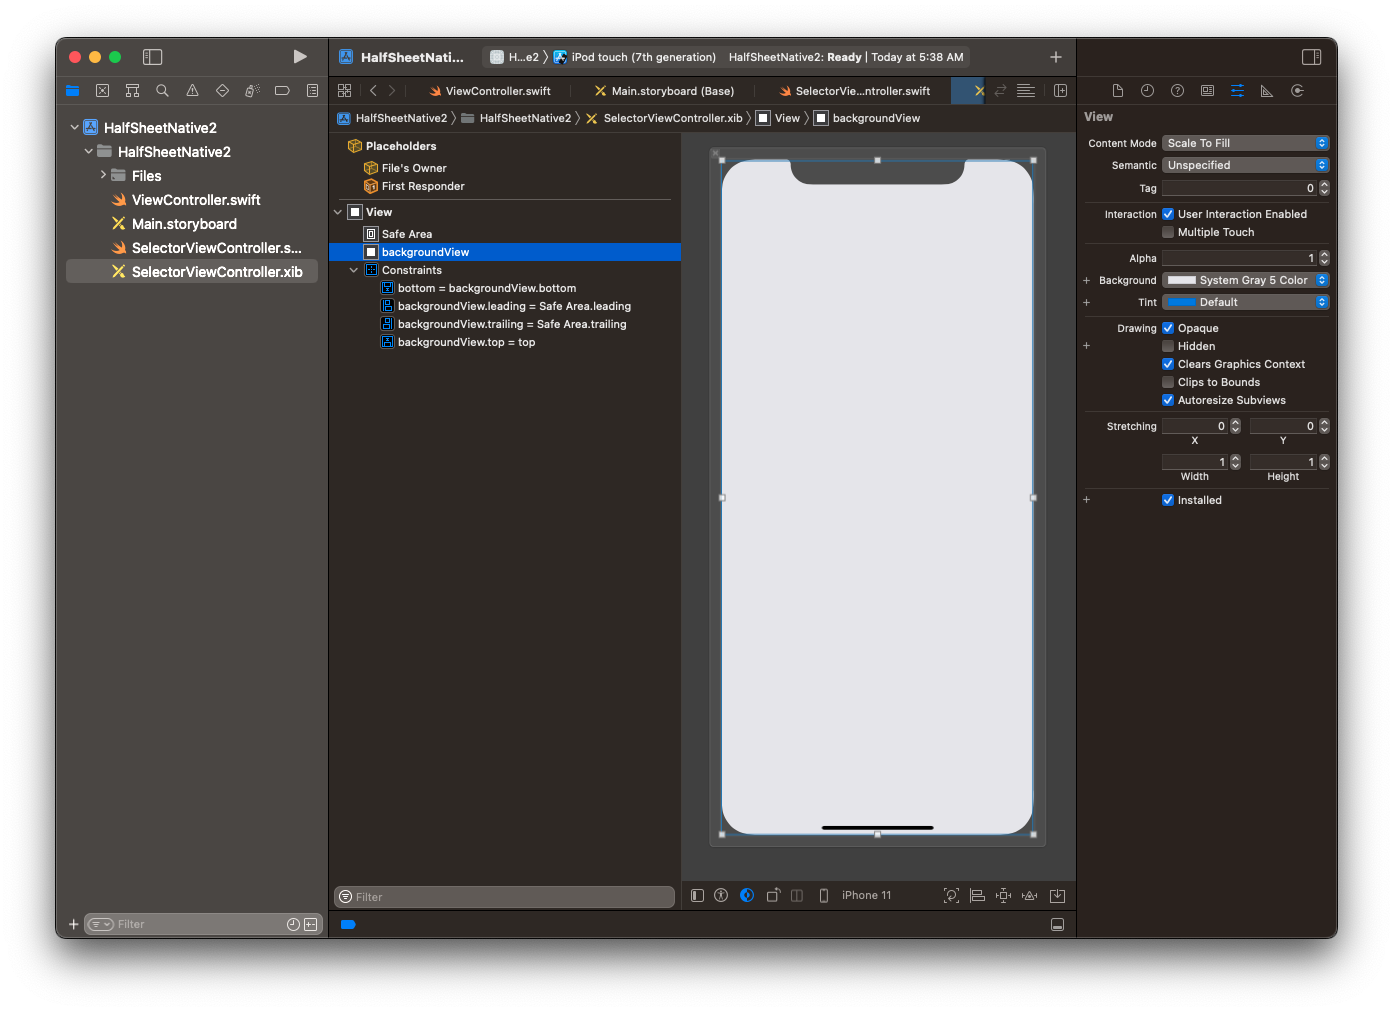 HalfSheetNati...
H...e2
iPod touch (7th generation)
HalfSheetNative2: Ready | Today at 5:38 AM
ViewController.swift
Main.storyboard (Base)
SelectorVie...ntroller.swift
HalfSheetNative2
HalfSheetNative2
SelectorViewController.xib
View
backgroundView
HalfSheetNative2
HalfSheetNative2
Files
ViewController.swift
Main.storyboard
SelectorViewController.s...
SelectorViewController.xib
Filter
Placeholders
File's Owner
First Responder
View
Safe Area
backgroundView
Constraints
bottom = backgroundView.bottom
backgroundView.leading = Safe Area.leading
backgroundView.trailing = Safe Area.trailing
backgroundView.top = top
Filter
iPhone 11
View
Content Mode Scale To Fill
Semantic Unspecified
Tag 0
Interaction User Interaction Enabled
Multiple Touch
Alpha 1
Background System Gray 5 Color
Tint Default
Drawing Opaque
Hidden
Clears Graphics Context
Clips to Bounds
Autoresize Subviews
Stretching 0 0
X Y
1 1
Width Height
Installed